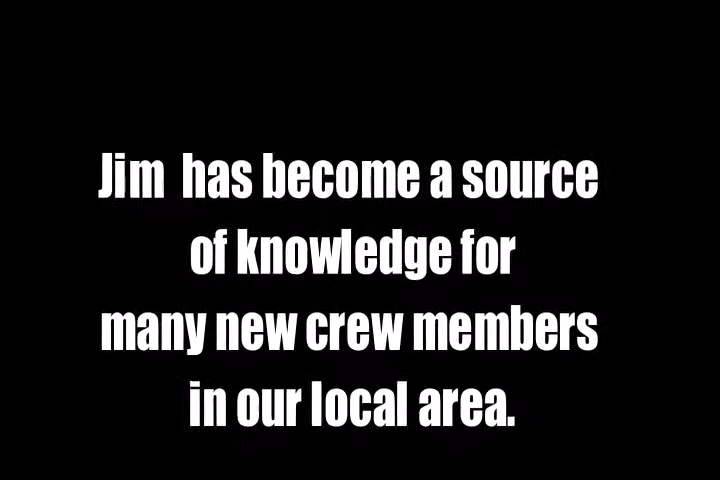 Jim  has become a source
of knowledge for
many new crew members
in our local area.